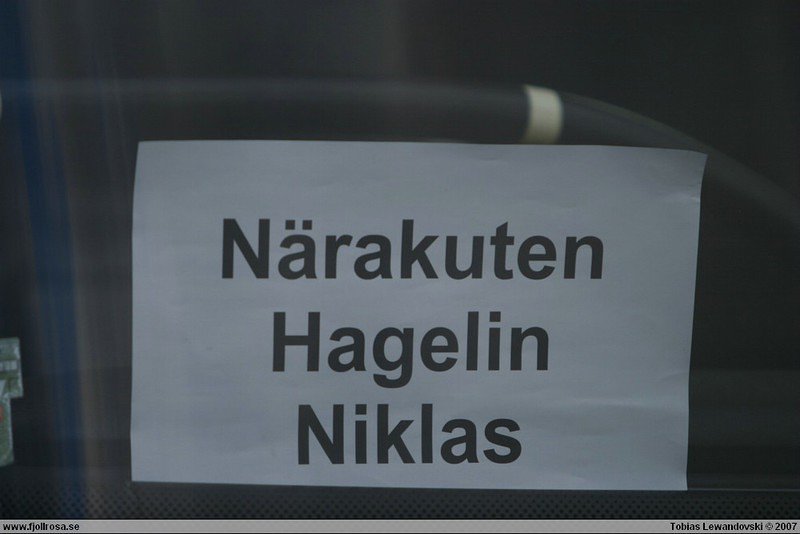 Närakuten
Hagelin
Niklas
www.fjollrosa.se
Tobias Lewandovski © 2007